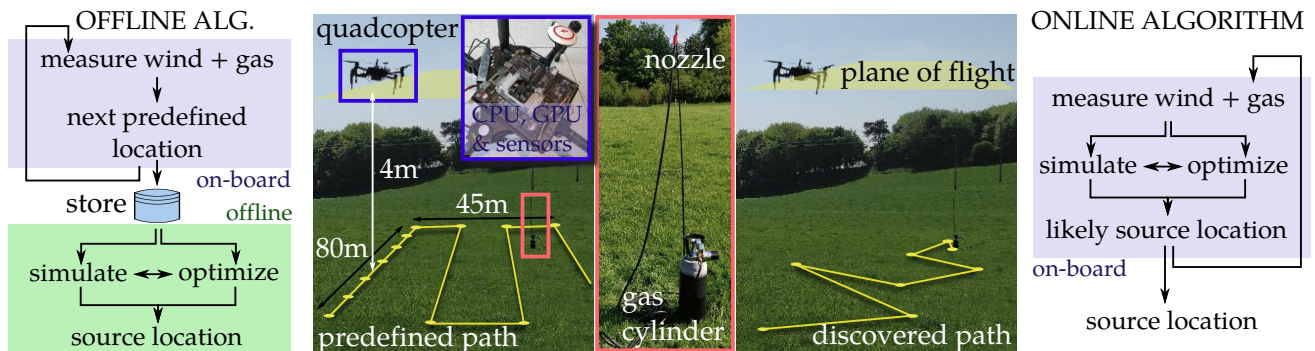 OFFLINE ALG.
measure wind + gas
next predefined
location
on-board
store
offline
simulate
optimize
source location
quadcopter
CPU, GPU
& sensors
4m
45m
80m
predefined path
nozzle
gas
cylinder
plane of flight
discovered path
ONLINE ALGORITHM
measure wind + gas
simulate
optimize
likely source location
on-board
source location